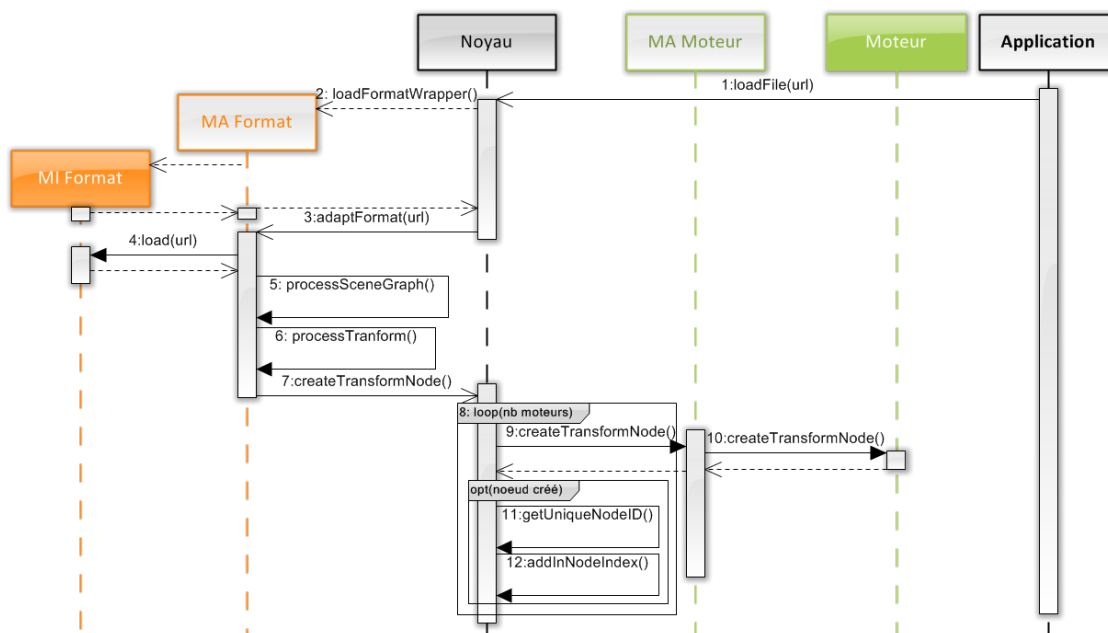 Noyau
MA Moteur
Moteur
Application
1:loadFile(url)
2: loadFormatWrapper()
MA Format
MI Format
3:adaptFormat(url)
4:load(url)
5: processSceneGraph()
6: processTranform()
7:createTransformNode()
8: loop(nb moteurs)
9:createTransformNode()
10:createTransformNode()
opt(noeud créé)
11:getUniqueNodeID()
12:addInNodeIndex()